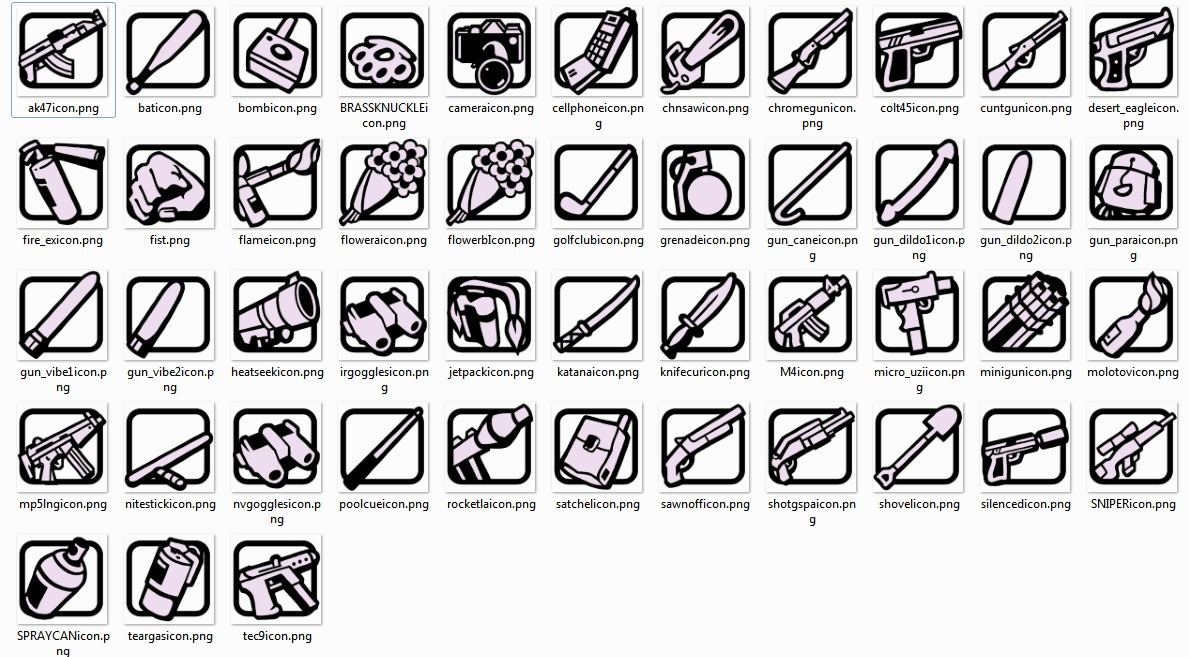 ak47icon.png
baticon.png
bombicon.png
BRASSKNUCKLEi
con.png
cameraicon.png
cellphoneicon.pn
g
chnsawicon.png
chromegunicon.
png
colt45icon.png
cuntgunicon.png
desert_eagleicon.
png
fire_exicon.png
fist.png
flameicon.png
floweraicon.png
flowerbIcon.png
golfclubicon.png
grenadeicon.png
gun_caneicon.pn
g
gun_dildo1icon.p
ng
gun_dildo2icon.p
ng
gun_paraicon.pn
g
gun_vibe1icon.p
ng
gun_vibe2icon.p
ng
heatseekicon.png
irgogglesicon.pn
g
jetpackicon.png
katanaicon.png
knifecuricon.png
M4icon.png
micro_uziicon.pn
g
minigunicon.png
molotovicon.png
mp5lngicon.png
nitestickicon.png
nvgogglesicon.p
ng
poolcueicon.png
rocketlaicon.png
satchelicon.png
sawnofficon.png
shotgspaicon.pn
g
shovelicon.png
silencedicon.png
SNIPERicon.png
SPRAYCANicon.p
ng
teargasicon.png
tec9icon.png